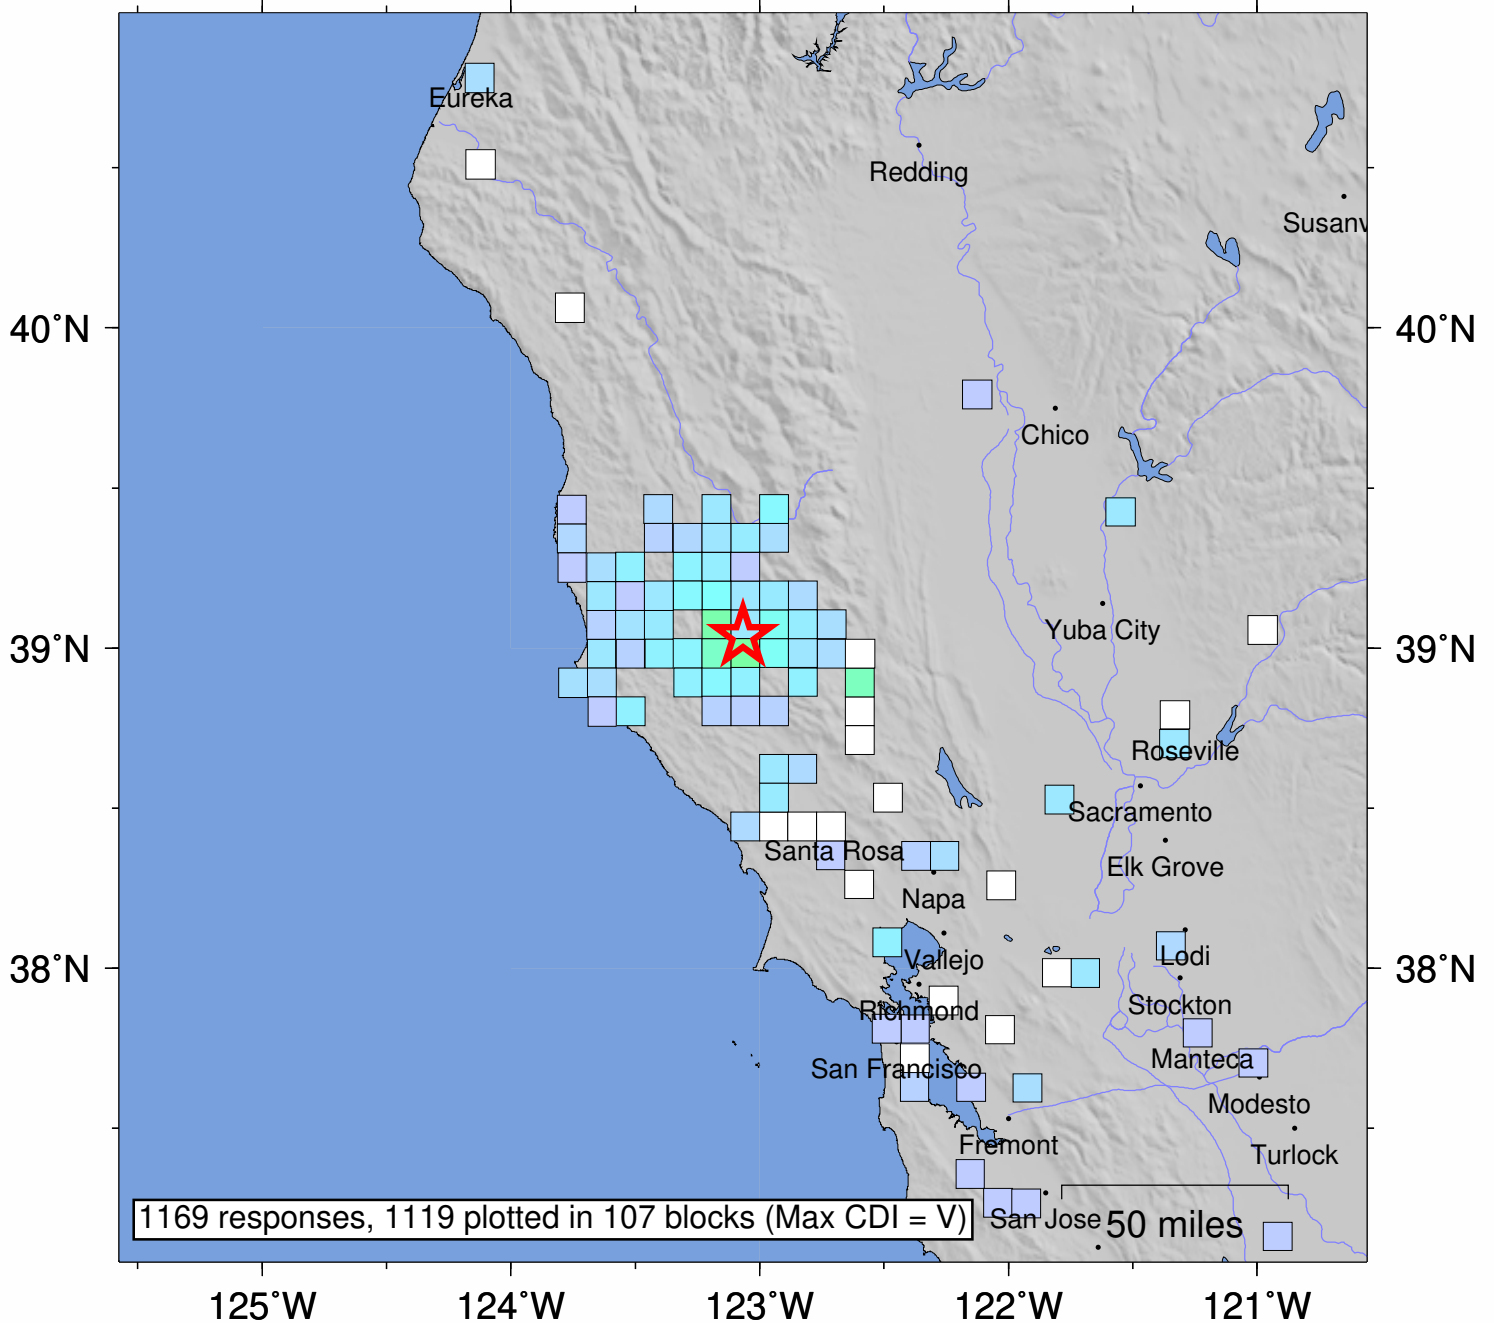 Eureka
Redding
Susanv
40˚N
40˚N
Chico
39˚N
Yuba City
39˚N
Roseville
Sacramento
Santa Rosa
Elk Grove
Napa
38˚N
Vallejo
Lodi
38˚N
Richmond
Stockton
San Francisco
Manteca
Modesto
Fremont
Turlock
1169 responses, 1119 plotted in 107 blocks (Max CDI = V)
San Jose
50 miles
125˚W
124˚W
123˚W
122˚W
121˚W